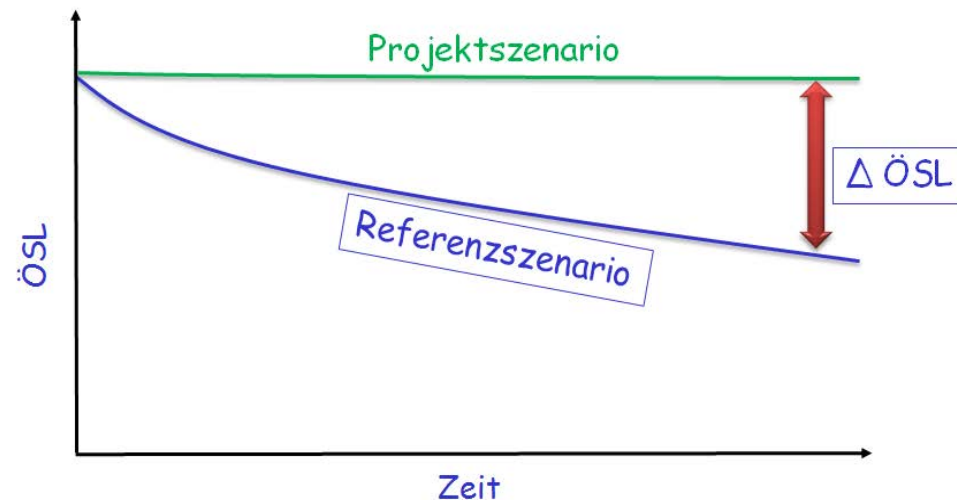 Projektszenario
Δ ÖSL
Referenzszenario
ÖSL
Zeit